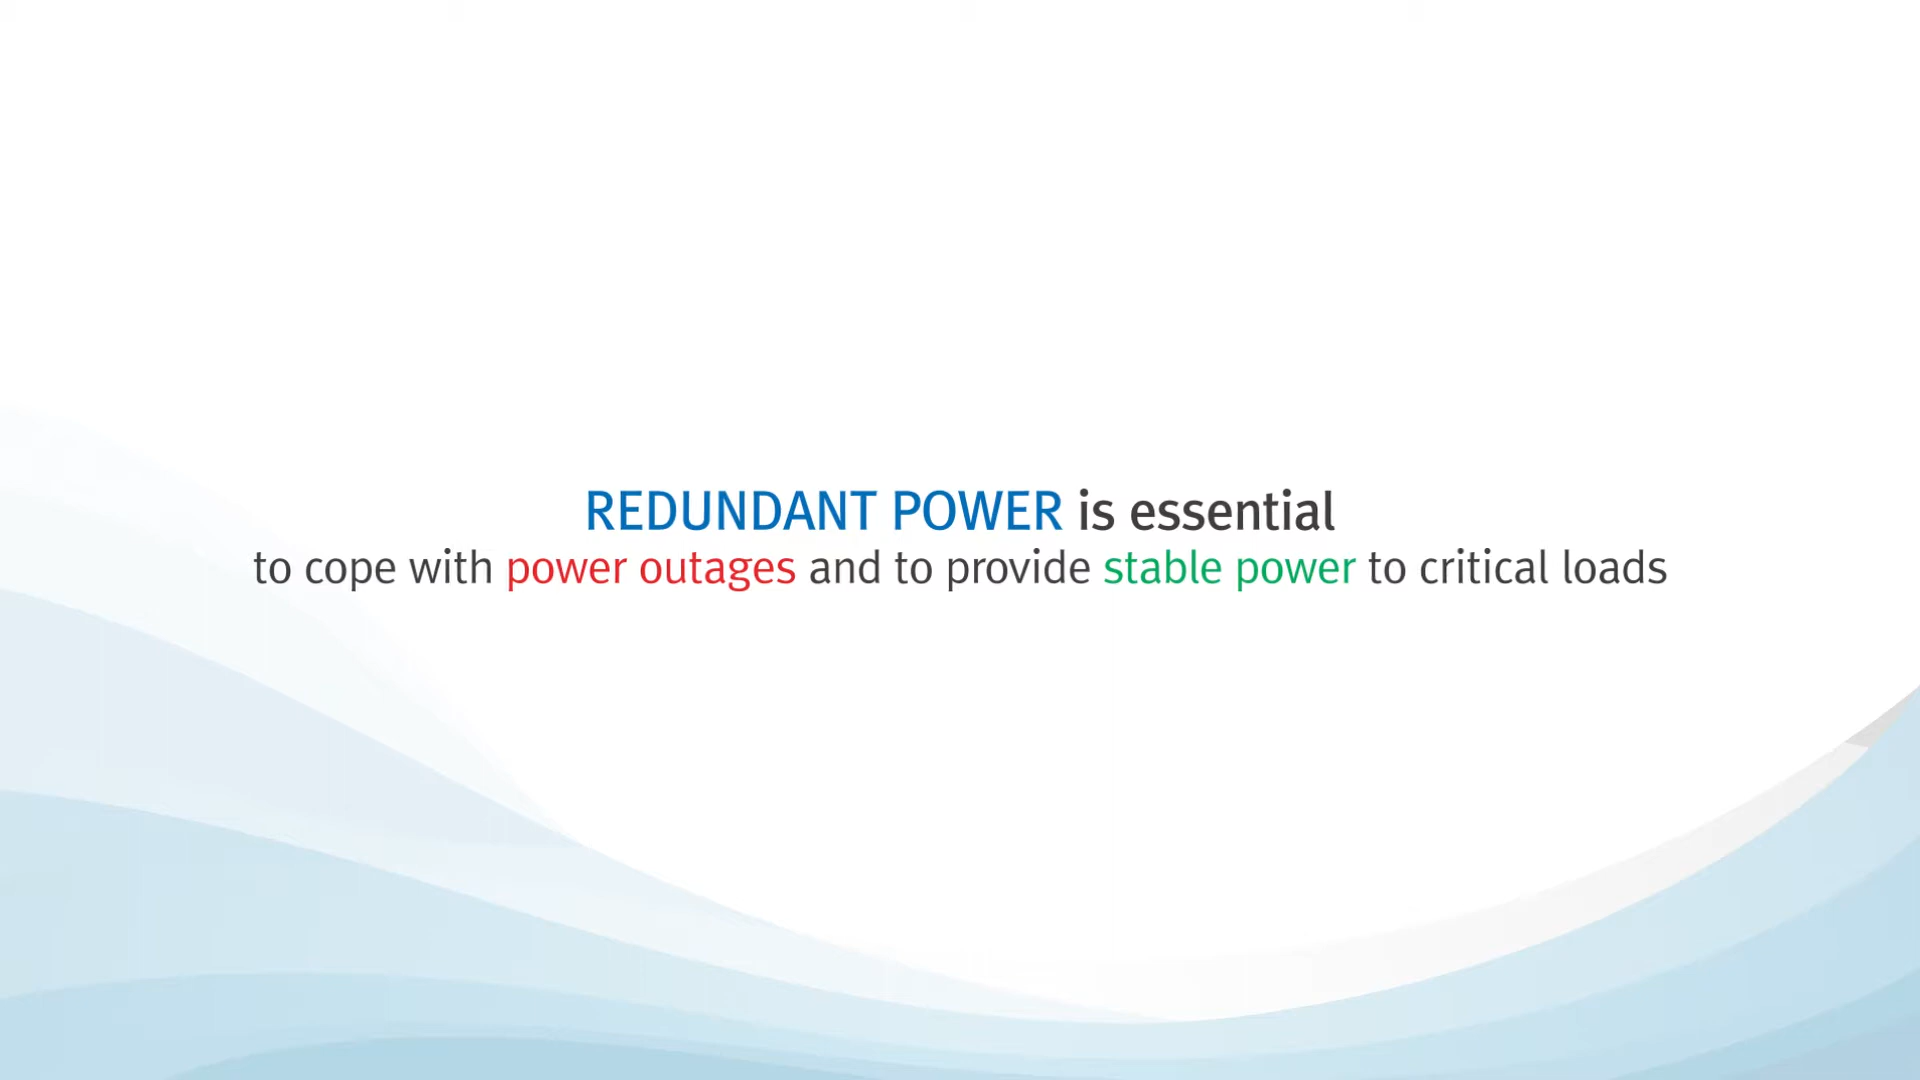 REDUNDANT POWER is essential
to cope with power outages and to provide stable power to critical loads